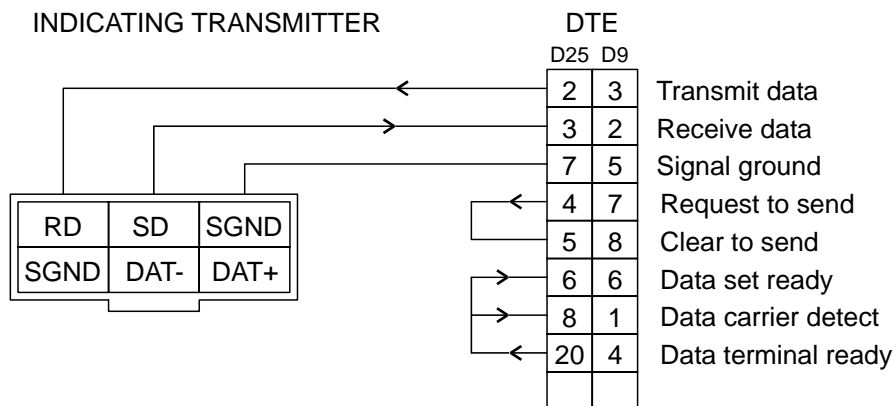 INDICATING TRANSMITTER DTE
D25 D9
2 3 Transmit data
3 2 Receive data
7 5 Signal ground
4 7 Request to send
5 8 Clear to send
6 6 Data set ready
8 1 Data carrier detect
20 4 Data terminal ready
RD SD SGND
SGND DAT- DAT+